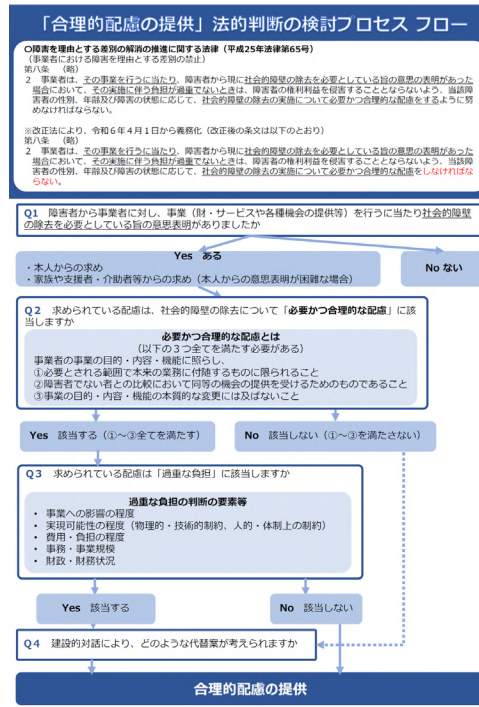 「合理的配慮の提供」法的判断の検討プロセス フロー
〇障害を理由とする差別の解消の推進に関する法律（平成25年法律第65号）
（事業者における障害を理由とする差別の禁止）
第八条　（略）
２　事業者は、その事業を行うに当たり、障害者から現に社会的障壁の除去を必要としている旨の意思の表明があった
場合において、その実施に伴う負担が過重でないときは、障害者の権利利益を侵害することとならないよう、当該障
害者の性別、年齢及び障害の状態に応じて、社会的障壁の除去の実施について必要かつ合理的な配慮をするように努
めなければならない。
※改正法により、令和６年４月１日から義務化（改正後の条文は以下のとおり）
第八条　（略）
２　事業者は、その事業を行うに当たり、障害者から現に社会的障壁の除去を必要としている旨の意思の表明があった
場合において、その実施に伴う負担が過重でないときは、障害者の権利利益を侵害することとならないよう、当該障
害者の性別、年齢及び障害の状態に応じて、社会的障壁の除去の実施について必要かつ合理的な配慮をしなければな
らない。
Q1　障害者から事業者に対し、事業（財・サービスや各種機会の提供等）を行うに当たり社会的障壁
の除去を必要としている旨の意思表明がありましたか
Yes　ある
・本人からの求め
・家族や支援者・介助者等からの求め（本人からの意思表明が困難な場合）
No ない
Q２　求められている配慮は、社会的障壁の除去について「必要かつ合理的な配慮」に該
当しますか
必要かつ合理的な配慮とは
（以下の３つ全てを満たす必要がある）
事業者の事業の目的・内容・機能に照らし、
①必要とされる範囲で本来の業務に付随するものに限られること
②障害者でない者との比較において同等の機会の提供を受けるためのものであること
③事業の目的・内容・機能の本質的な変更には及ばないこと
Yes　該当する（①～③全てを満たす）
No　該当しない（①～③を満たさない）
Q３　求められている配慮は「過重な負担」に該当しますか
過重な負担の判断の要素等
• 事業への影響の程度
• 実現可能性の程度（物理的・技術的制約、人的・体制上の制約）
• 費用・負担の程度
• 事務・事業規模
• 財政・財務状況
Yes　該当する
No　該当しない
Q４　建設的対話により、どのような代替案が考えられますか
合理的配慮の提供